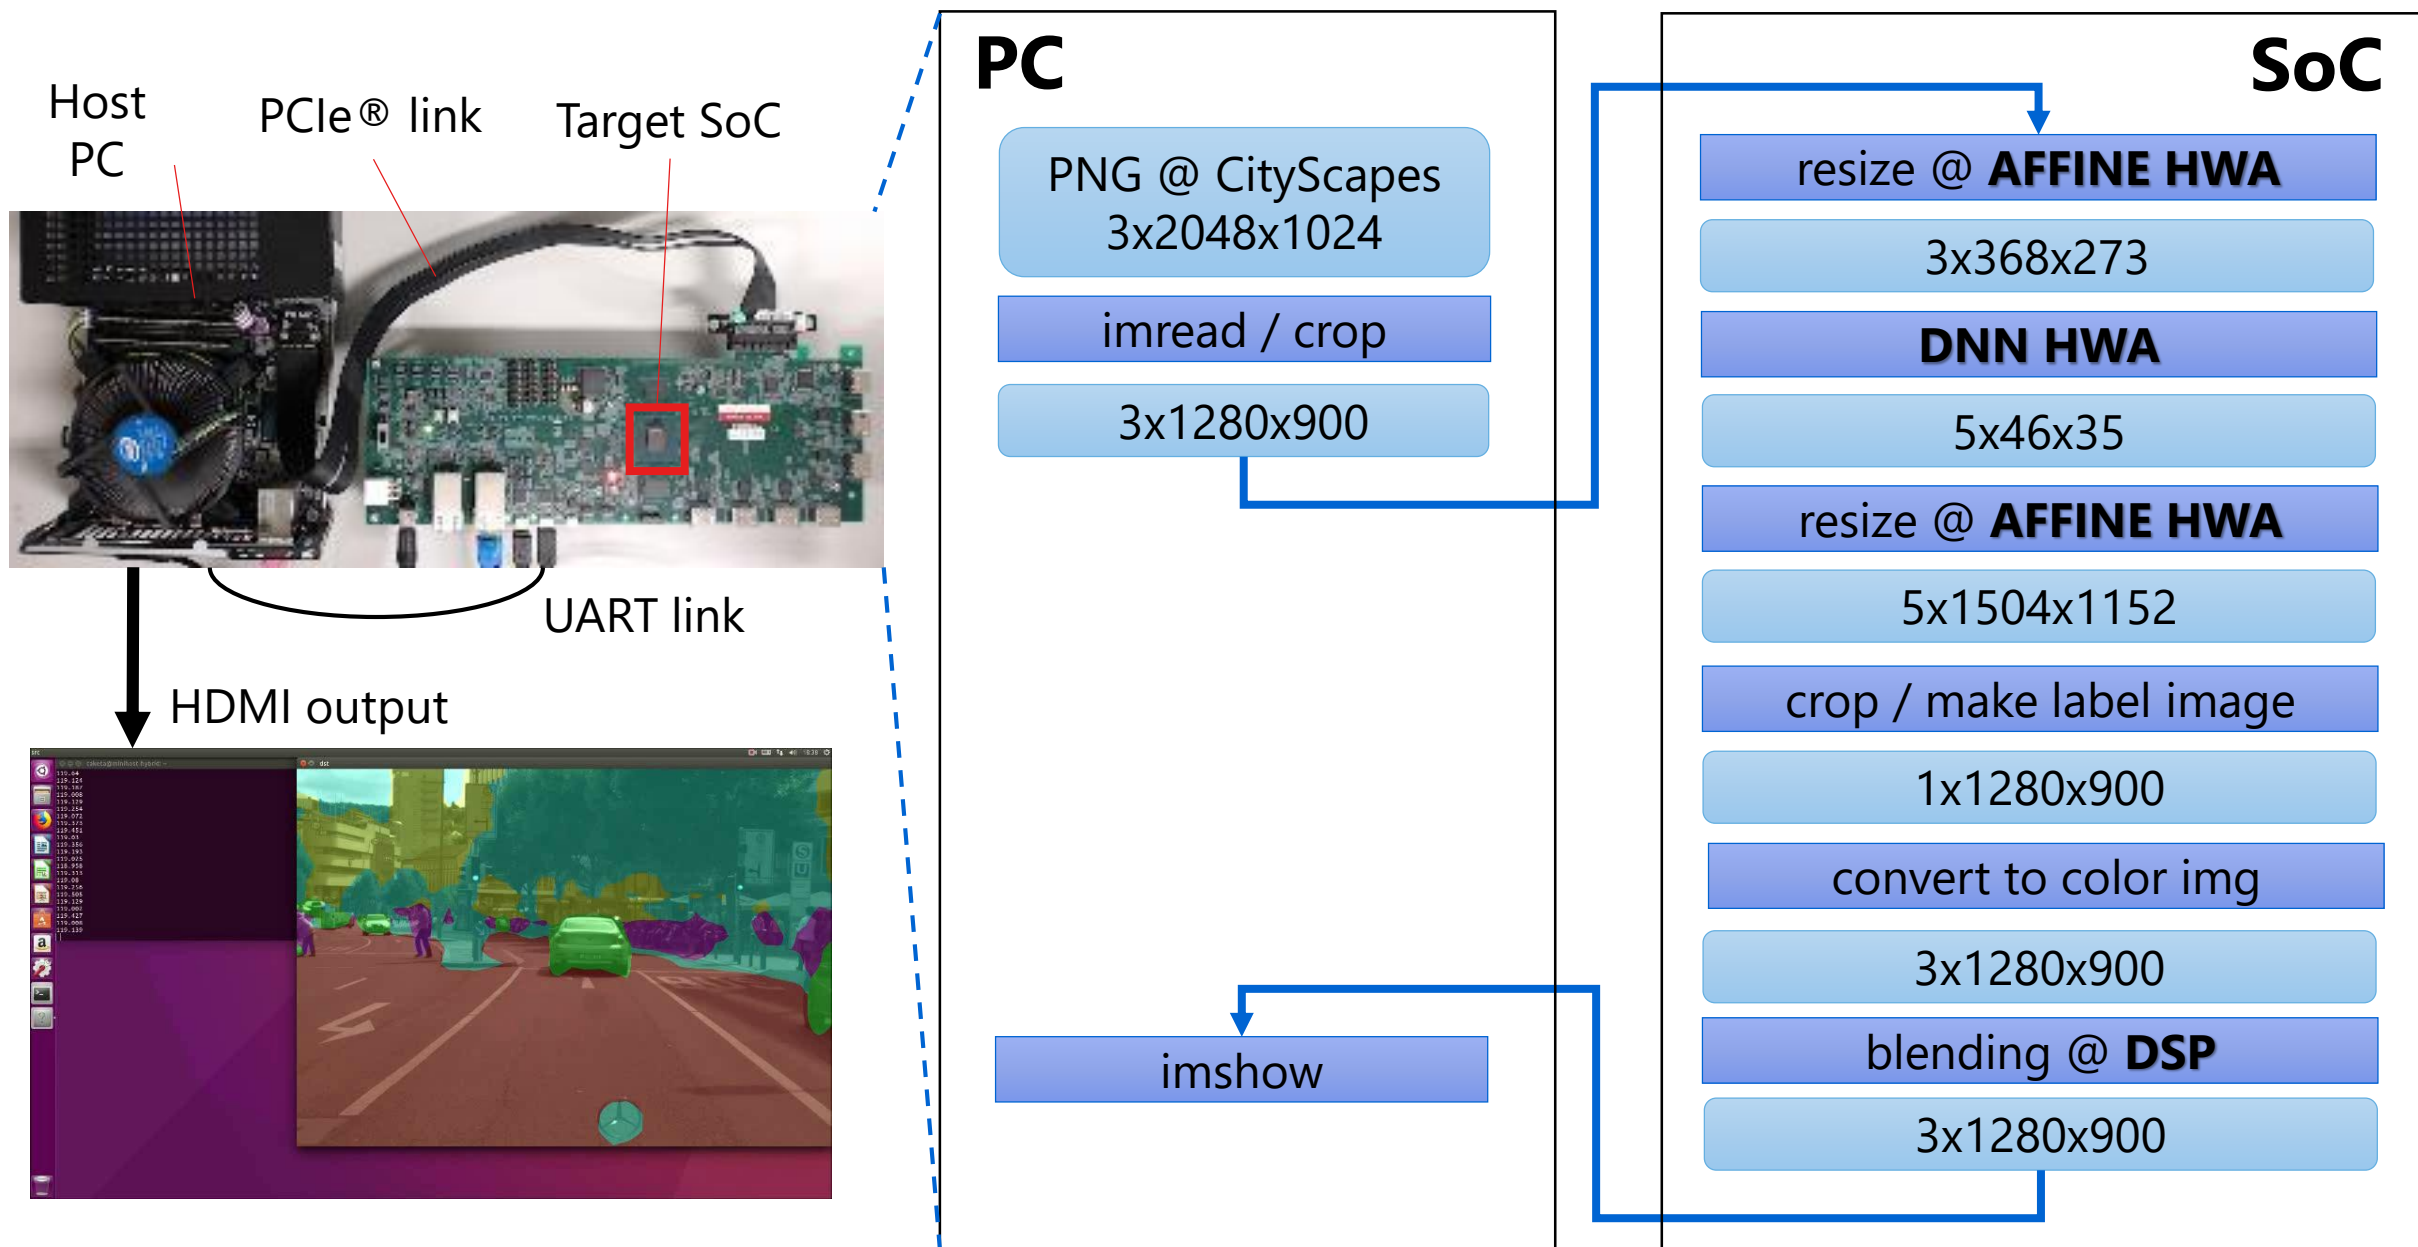 Host
PC
PCIe® link
Target SoC
UART link
HDMI output
PC
PNG @ CityScapes
3x2048x1024
imread / crop
3x1280x900
imshow
SoC
resize @ AFFINE HWA
3x368x273
DNN HWA
5x46x35
resize @ AFFINE HWA
5x1504x1152
crop / make label image
1x1280x900
convert to color img
3x1280x900
blending @ DSP
3x1280x900
dst
S
U